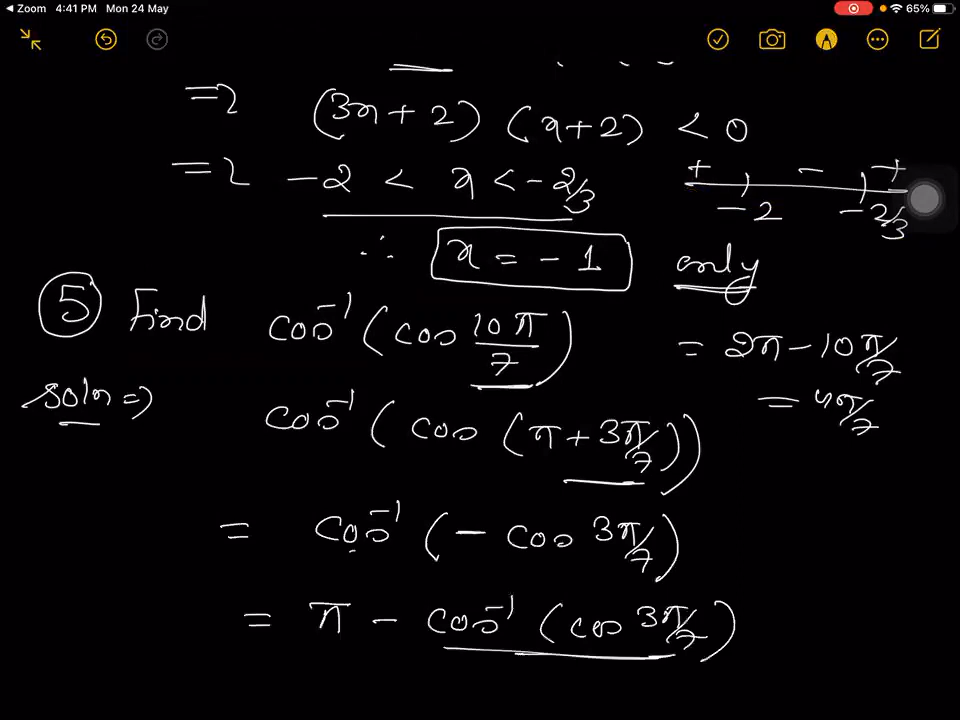 Zoom 4:41 PM Mon 24 May 65%
=> (3x + 2) (x + 2) < 0
=> -2 < x < -2/3
+ - +
-2 -2/3
∴ x = -1 only
⑤ Find cos⁻¹ (cos 10π/7) = 2π - 10π/7
= 4π/7
soln => cos⁻¹ ( cos (π + 3π/7))
= cos⁻¹ (- cos 3π/7)
= π - cos⁻¹ (cos 3π/7)